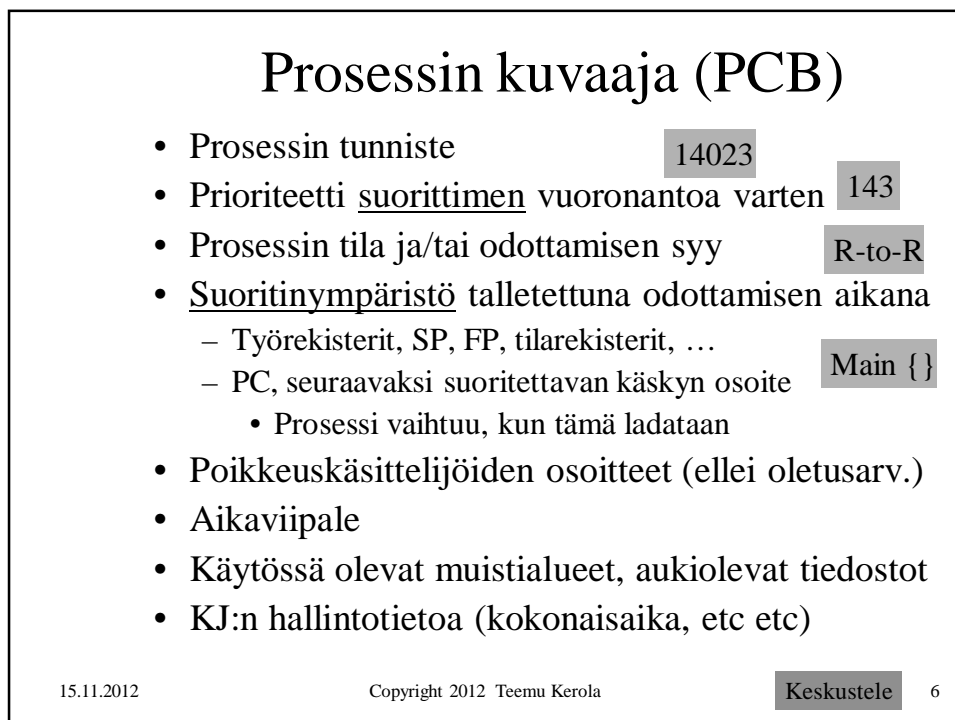 Prosessin kuvaaja (PCB)
• Prosessin tunniste 14023
• Prioriteetti suorittimen vuoronantoa varten 143
• Prosessin tila ja/tai odottamisen syy R-to-R
• Suoritinympäristö talletettuna odottamisen aikana
– Työrekisterit, SP, FP, tilarekisterit, …
– PC, seuraavaksi suoritettavan käskyn osoite Main {}
• Prosessi vaihtuu, kun tämä ladataan
• Poikkeuskäsittelijöiden osoitteet (ellei oletusarv.)
• Aikaviipale
• Käytössä olevat muistialueet, aukiolevat tiedostot
• KJ:n hallintotietoa (kokonaisaika, etc etc)
15.11.2012 Copyright 2012 Teemu Kerola Keskustele 6